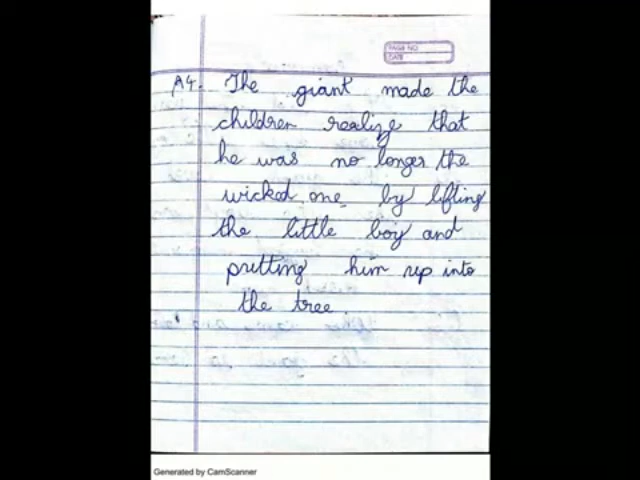 PAGE NO.
DATE
A4. The giant made the
children realize that
he was no longer the
wicked one by lifting
the little boy and
putting him up into
the tree.
Generated by CamScanner